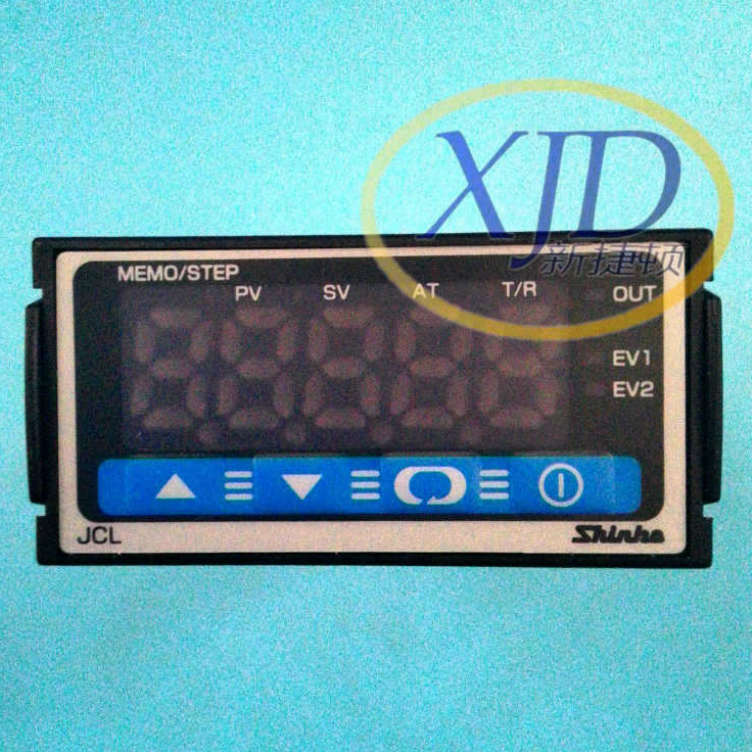 XJD
新捷顿
MEMO/STEP
PV SV AT T/R
OUT
EV1
EV2
JCL
Shinko